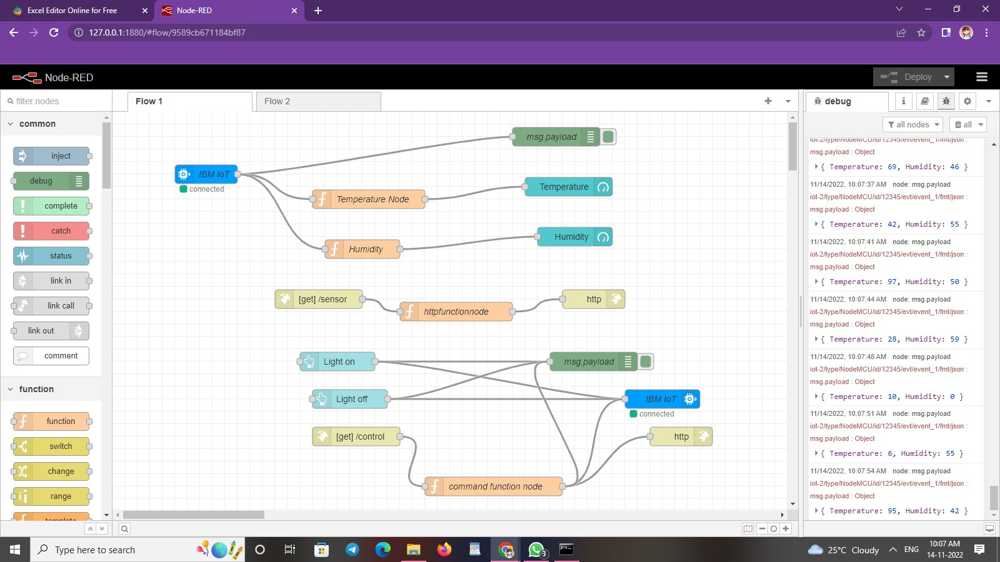 Excel Editor Online for Free
Node-RED
127.0.0.1:1880/#flow/9589cb671184bf87
Node-RED
Deploy
filter nodes
common
inject
debug
complete
catch
status
link in
link call
link out
comment
function
function
switch
change
range
template
Flow 1
Flow 2
msg.payload
IBM IoT
connected
Temperature Node
Temperature
Humidity
Humidity
[get] /sensor
httpfunctionnode
http
Light on
msg.payload
Light off
IBM IoT
connected
[get] /control
http
command function node
debug
i
all nodes
all
iot-2/type/NodeMCU/id/12345/evt/event_1/fmt/json :
msg.payload : Object
{ Temperature: 69, Humidity: 46 }
11/14/2022, 10:07:37 AM node: msg.payload
iot-2/type/NodeMCU/id/12345/evt/event_1/fmt/json :
msg.payload : Object
{ Temperature: 42, Humidity: 55 }
11/14/2022, 10:07:41 AM node: msg.payload
iot-2/type/NodeMCU/id/12345/evt/event_1/fmt/json :
msg.payload : Object
{ Temperature: 97, Humidity: 50 }
11/14/2022, 10:07:44 AM node: msg.payload
iot-2/type/NodeMCU/id/12345/evt/event_1/fmt/json :
msg.payload : Object
{ Temperature: 28, Humidity: 59 }
11/14/2022, 10:07:48 AM node: msg.payload
iot-2/type/NodeMCU/id/12345/evt/event_1/fmt/json :
msg.payload : Object
{ Temperature: 10, Humidity: 0 }
11/14/2022, 10:07:51 AM node: msg.payload
iot-2/type/NodeMCU/id/12345/evt/event_1/fmt/json :
msg.payload : Object
{ Temperature: 6, Humidity: 55 }
11/14/2022, 10:07:54 AM node: msg.payload
iot-2/type/NodeMCU/id/12345/evt/event_1/fmt/json :
msg.payload : Object
{ Temperature: 95, Humidity: 42 }
Type here to search
3
25°C Cloudy
ENG
10:07 AM
14-11-2022